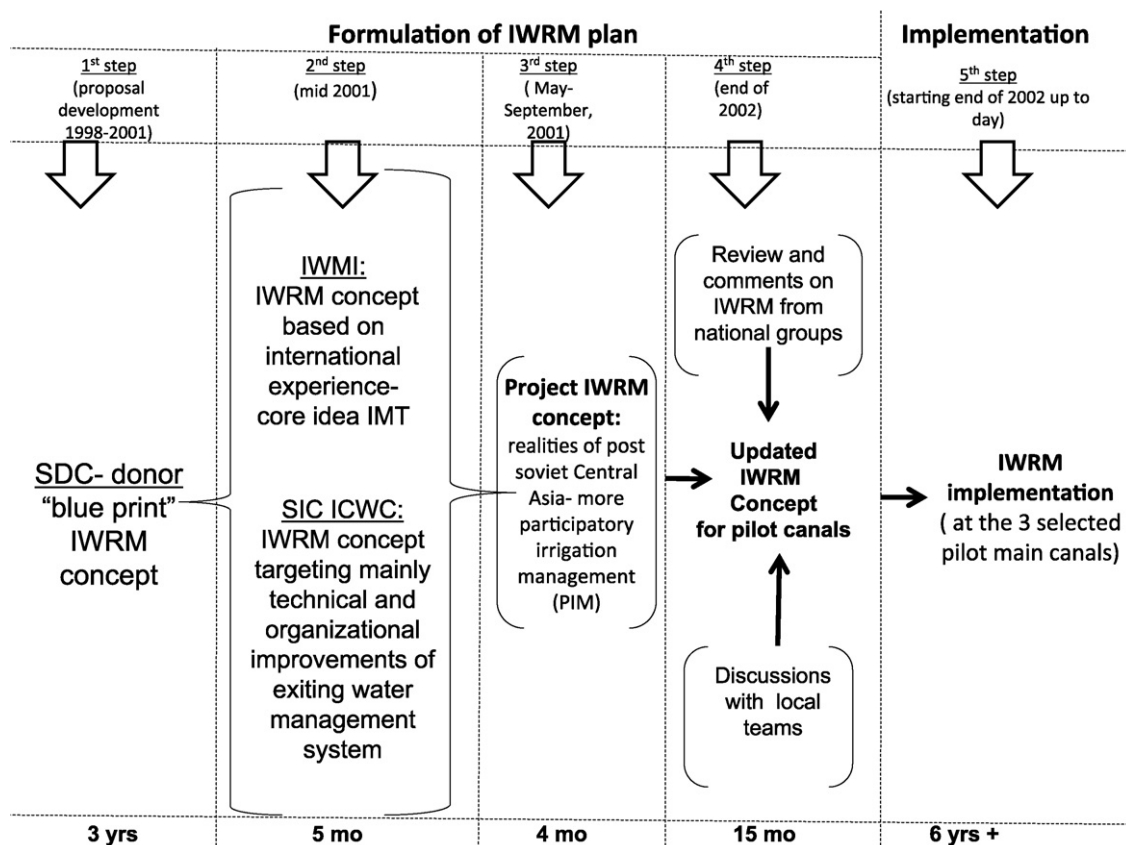 Formulation of IWRM plan
Implementation
1st step
(proposal
development
1998-2001)
2nd step
(mid 2001)
3rd step
( May-
September,
2001)
4th step
(end of
2002)
5th step
(starting end of 2002 up to
day)
SDC- donor
“blue print”
IWRM
concept
IWMI:
IWRM concept
based on
international
experience-
core idea IMT
SIC ICWC:
IWRM concept
targeting mainly
technical and
organizational
improvements of
exiting water
management
system
Project IWRM
concept:
realities of post
soviet Central
Asia- more
participatory
irrigation
management
(PIM)
Review and
comments on
IWRM from
national groups
Updated
IWRM
Concept
for pilot canals
Discussions
with local
teams
IWRM
implementation
( at the 3 selected
pilot main canals)
3 yrs
5 mo
4 mo
15 mo
6 yrs +